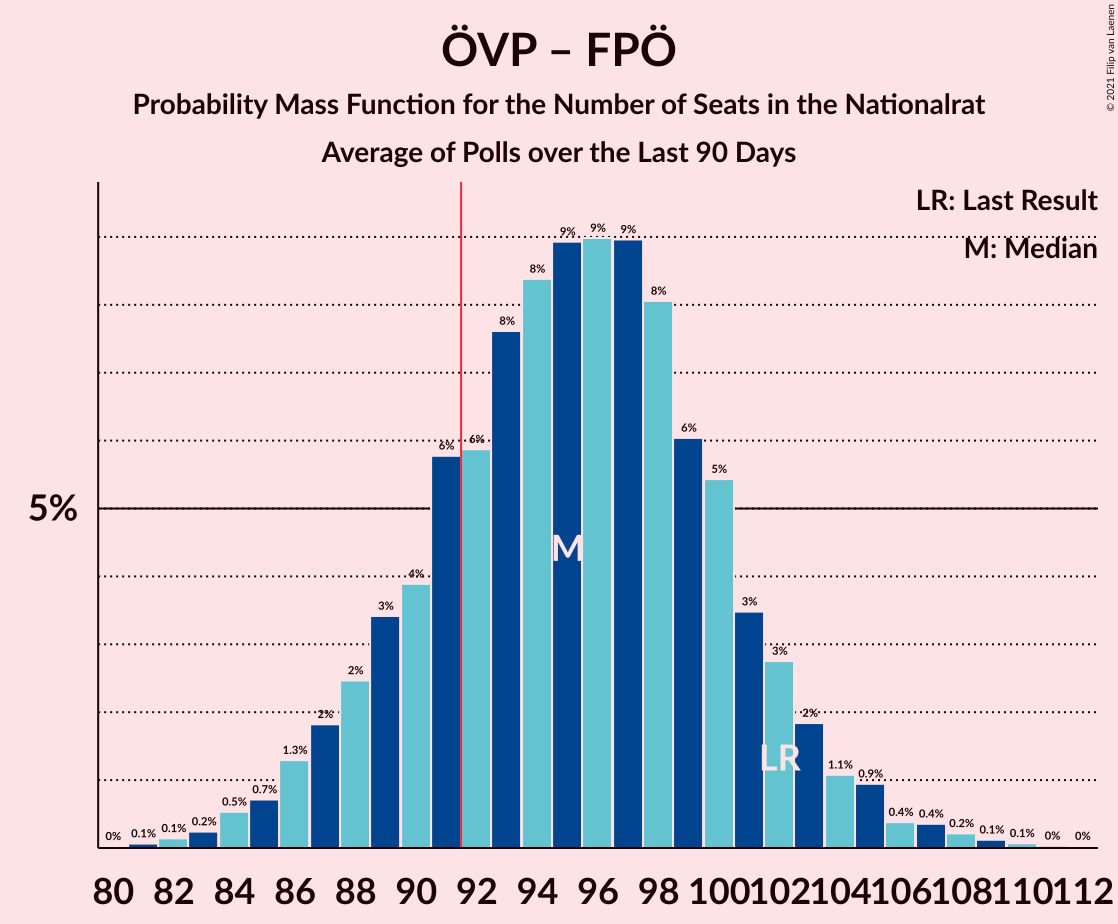 ÖVP – FPÖ
Probability Mass Function for the Number of Seats in the Nationalrat
Average of Polls over the Last 90 Days
© 2021 Filip van Laenen
LR: Last Result
M: Median
5%
0% 0.1% 0.1% 0.2% 0.5% 0.7% 1.3% 2% 2% 3% 4% 6% 6% 8% 8% 9% 9% 9% 8% 6% 5% 3% 3% 2% 1.1% 0.9% 0.4% 0.4% 0.2% 0.1% 0.1% 0% 0%
M
LR
80 82 84 86 88 90 92 94 96 98 100 102 104 106 108 110 112